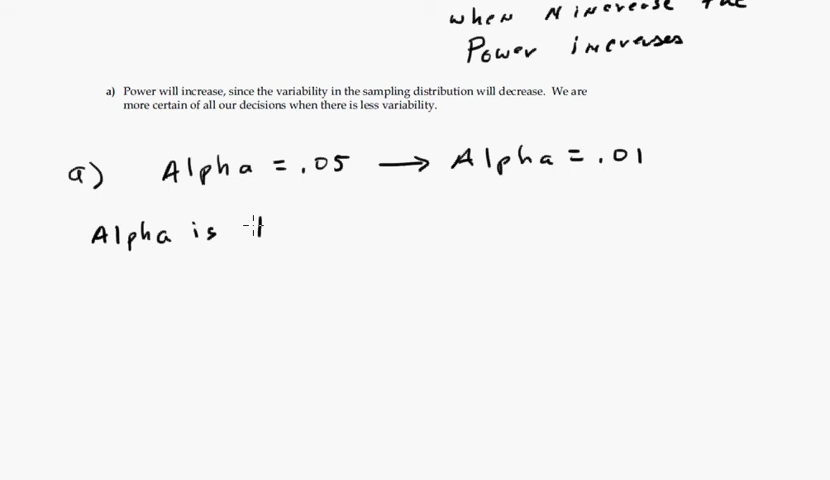 when N increase the
Power increases
a) Power will increase, since the variability in the sampling distribution will decrease. We are
more certain of all our decisions when there is less variability.
a) Alpha = .05 → Alpha = .01
Alpha is